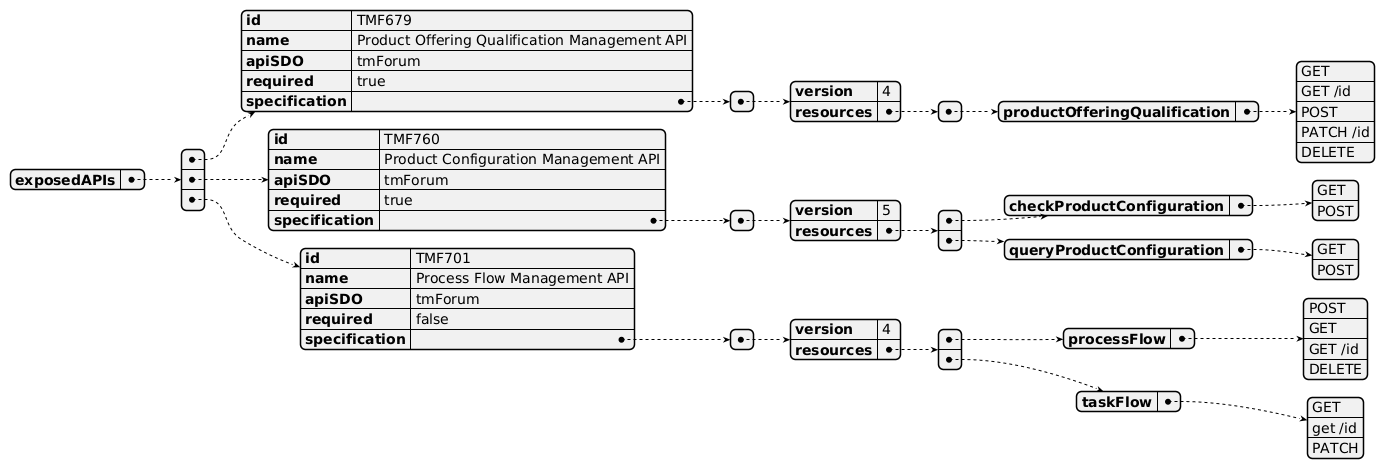 exposedAPIs
id TMF679
name Product Offering Qualification Management API
apiSDO tmForum
required true
specification
version 4
resources
productOfferingQualification
GET
GET /id
POST
PATCH /id
DELETE
id TMF760
name Product Configuration Management API
apiSDO tmForum
required true
specification
version 5
resources
checkProductConfiguration
GET
POST
queryProductConfiguration
GET
POST
id TMF701
name Process Flow Management API
apiSDO tmForum
required false
specification
version 4
resources
processFlow
POST
GET
GET /id
DELETE
taskFlow
GET
get /id
PATCH